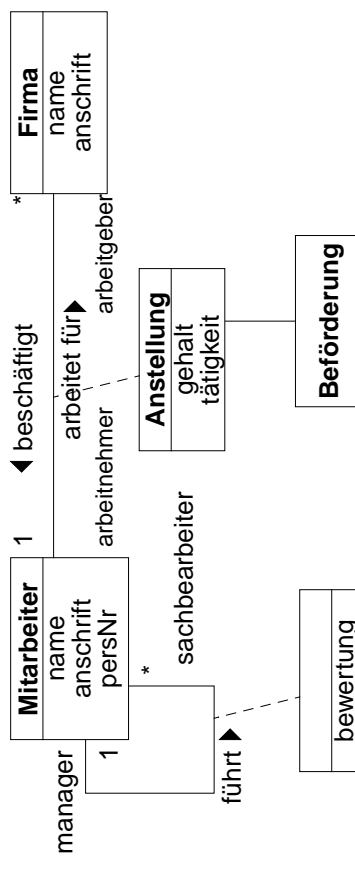 Mitarbeiter
name
anschrift
persNr
1
◀ beschäftigt
*
arbeitet für ▶
arbeitnehmer
arbeitgeber
Firma
name
anschrift
manager
1
*
sachbearbeiter
führt ▶
bewertung
Anstellung
gehalt
tätigkeit
Beförderung